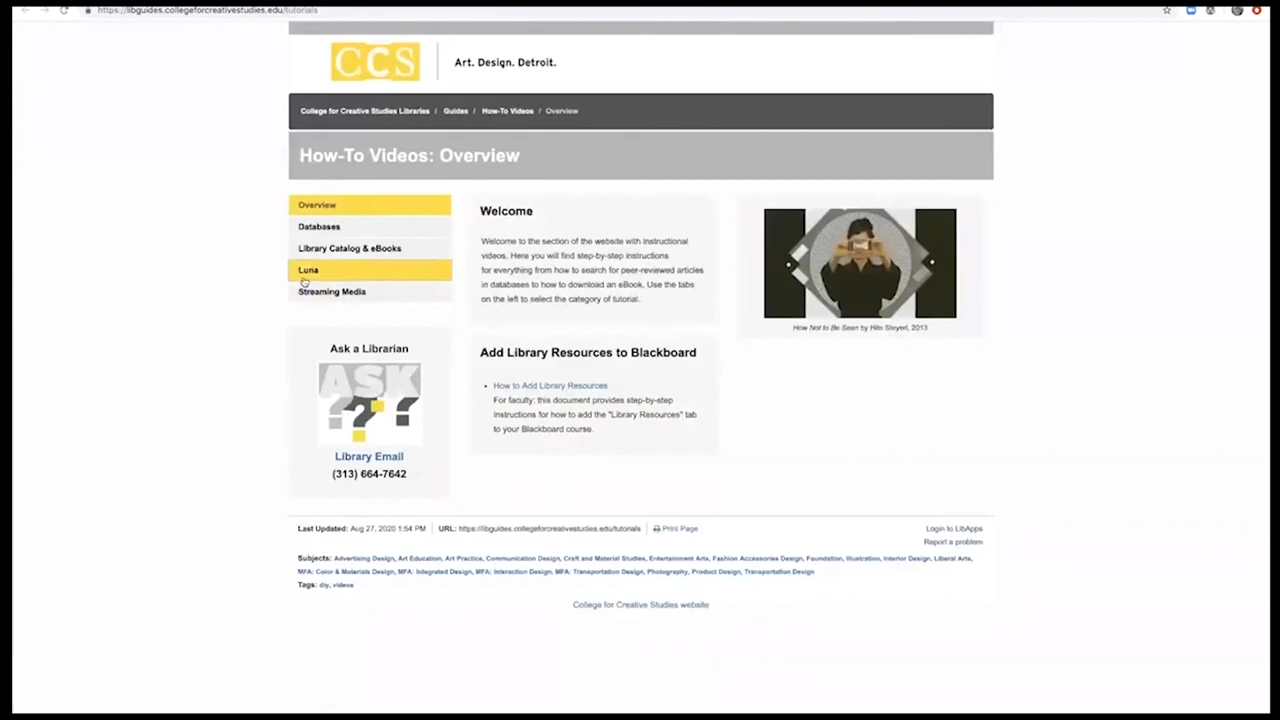 https://libguides.collegeforcreativestudies.edu/tutorials
CCS
Art. Design. Detroit.
College for Creative Studies Libraries / Guides / How-To Videos / Overview
How-To Videos: Overview
Overview
Databases
Library Catalog & eBooks
Luna
Streaming Media
Ask a Librarian
ASK
???
Library Email
(313) 664-7642
Welcome
Welcome to the section of the website with instructional
videos. Here you will find step-by-step instructions
for everything from how to search for peer-reviewed articles
in databases to how to download an eBook. Use the tabs
on the left to select the category of tutorial.
Add Library Resources to Blackboard
• How to Add Library Resources
For faculty: this document provides step-by-step
instructions for how to add the "Library Resources" tab
to your Blackboard course.
How Not to Be Seen by Hito Steyerl, 2013
Last Updated: Aug 27, 2020 1:54 PM URL: https://libguides.collegeforcreativestudies.edu/tutorials Print Page
Login to LibApps
Report a problem
Subjects: Advertising Design, Art Education, Art Practice, Communication Design, Craft and Material Studies, Entertainment Arts, Fashion Accessories Design, Foundation, Illustration, Interior Design, Liberal Arts,
MFA: Color & Materials Design, MFA: Integrated Design, MFA: Interaction Design, MFA: Transportation Design, Photography, Product Design, Transportation Design
Tags: diy, videos
College for Creative Studies website